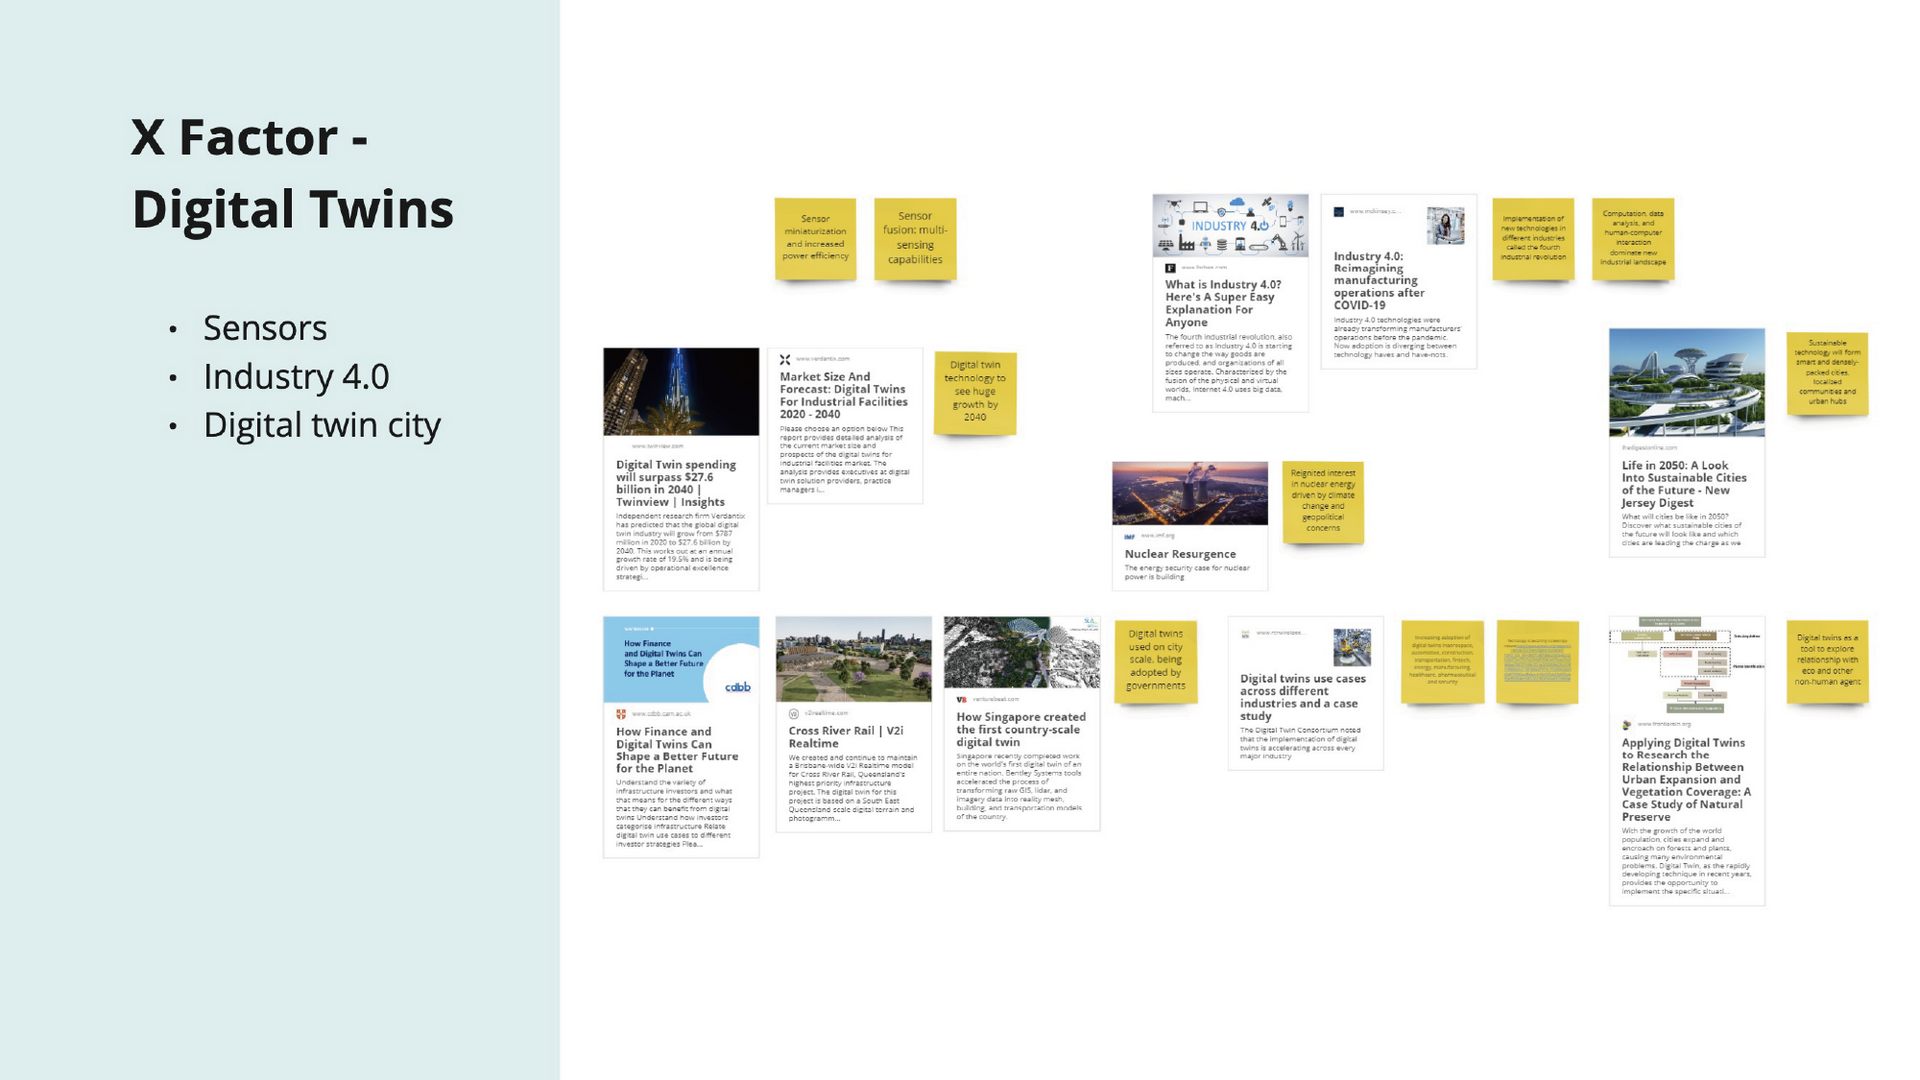 X Factor -
Digital Twins
• Sensors
• Industry 4.0
• Digital twin city
Sensor
miniaturization
and increased
power efficiency
Sensor
fusion: multi-
sensing
capabilities
INDUSTRY 4.0
www.forbes.com
What is Industry 4.0?
Here's A Super Easy
Explanation For
Anyone
The fourth industrial revolution, also
referred to as Industry 4.0 is starting
to change the way goods are
produced, and organizations of all
sizes operate. Characterized by the
fusion of the physical and virtual
worlds, Internet 4.0 uses big data,
mach...
www.mckinsey.c...
Industry 4.0:
Reimagining
manufacturing
operations after
COVID-19
Industry 4.0 technologies were
already transforming manufacturers'
operations before the pandemic.
Now adoption is diverging between
technology haves and have-nots.
Implementation of
new technologies in
different industries
called the fourth
industrial revolution
Computation, data
analysis, and
human-computer
interaction
dominate new
industrial landscape
www.twinview.com
Digital Twin spending
will surpass $27.6
billion in 2040 |
Twinview | Insights
Independent research firm Verdantix
has predicted that the global digital
twin industry will grow from $787
million in 2020 to $27.6 billion by
2040. This works out at an annual
growth rate of 19.5% and is being
driven by operational excellence
strategi...
www.verdantix.com
Market Size And
Forecast: Digital Twins
For Industrial Facilities
2020 - 2040
Please choose an option below This
report provides detailed analysis of
the current market size and
prospects of the digital twins for
industrial facilities market. The
analysis provides executives at digital
twin solution providers, practice
managers i...
Digital twin
technology to
see huge
growth by
2040
IMF www.imf.org
Nuclear Resurgence
The energy security case for nuclear
power is building
Reignited interest
in nuclear energy
driven by climate
change and
geopolitical
concerns
thedigestonline.com
Life in 2050: A Look
Into Sustainable Cities
of the Future - New
Jersey Digest
What will cities be like in 2050?
Discover what sustainable cities of
the future will look like and which
cities are leading the charge as we
Sustainable
technology will form
smart and densely-
packed cities,
localized
communities and
urban hubs
How Finance
and Digital Twins Can
Shape a Better Future
for the Planet
cdbb
www.cdbb.cam.ac.uk
How Finance and
Digital Twins Can
Shape a Better Future
for the Planet
Understand the variety of
infrastructure investors and what
that means for the different ways
that they can benefit from digital
twins Understand how investors
categorise infrastructure Relate
digital twin use cases to different
investor strategies Plea...
v2irealtime.com
Cross River Rail | V2i
Realtime
We created and continue to maintain
a Brisbane-wide V2i Realtime model
for Cross River Rail, Queensland's
highest priority infrastructure
project. The digital twin for this
project is based on a South East
Queensland scale digital terrain and
photogramm...
venturebeat.com
How Singapore created
the first country-scale
digital twin
Singapore recently completed work
on the world's first digital twin of an
entire nation. Bentley Systems tools
accelerated the process of
transforming raw GIS, lidar, and
imagery data into reality mesh,
building, and transportation models
of the country.
Digital twins
used on city
scale, being
adopted by
governments
Digital twins use cases
across different
industries and a case
study
The Digital Twin Consortium noted
that the implementation of digital
twins is accelerating across every
major industry
Increasing adoption of
digital twins in aerospace,
automotive, construction,
transportation, fintech,
energy, manufacturing,
healthcare, pharmaceutical
and security
www.frontiersin.org
Applying Digital Twins
to Research the
Relationship Between
Urban Expansion and
Vegetation Coverage: A
Case Study of Natural
Preserve
With the growth of the world
population, cities expand and
encroach on forests and plants,
causing many environmental
problems. Digital Twin, as the rapidly
developing technique in recent years,
provides the opportunity to
implement the specific situati...
Digital twins as a
tool to explore
relationship with
eco and other
non-human agent